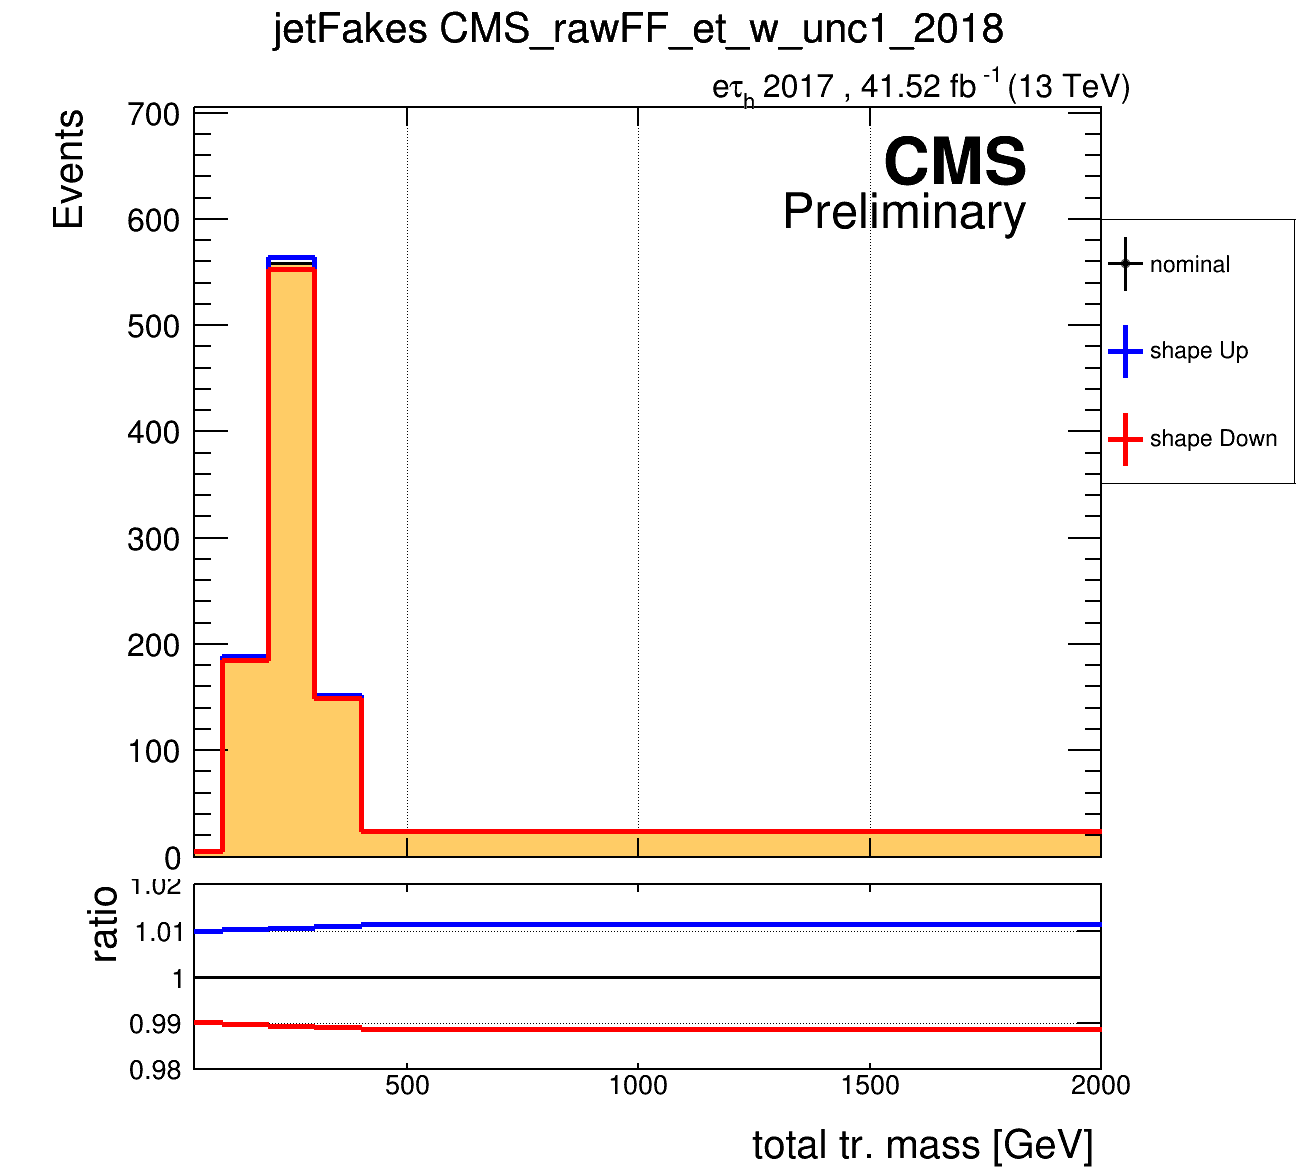 jetFakes CMS_rawFF_et_w_unc1_2018
eτh 2017 , 41.52 fb-1 (13 TeV)
Events
700
600
500
400
300
200
100
0
CMS
Preliminary
nominal
shape Up
shape Down
ratio
1.02
1.01
1
0.99
0.98
500 1000 1500 2000
total tr. mass [GeV]